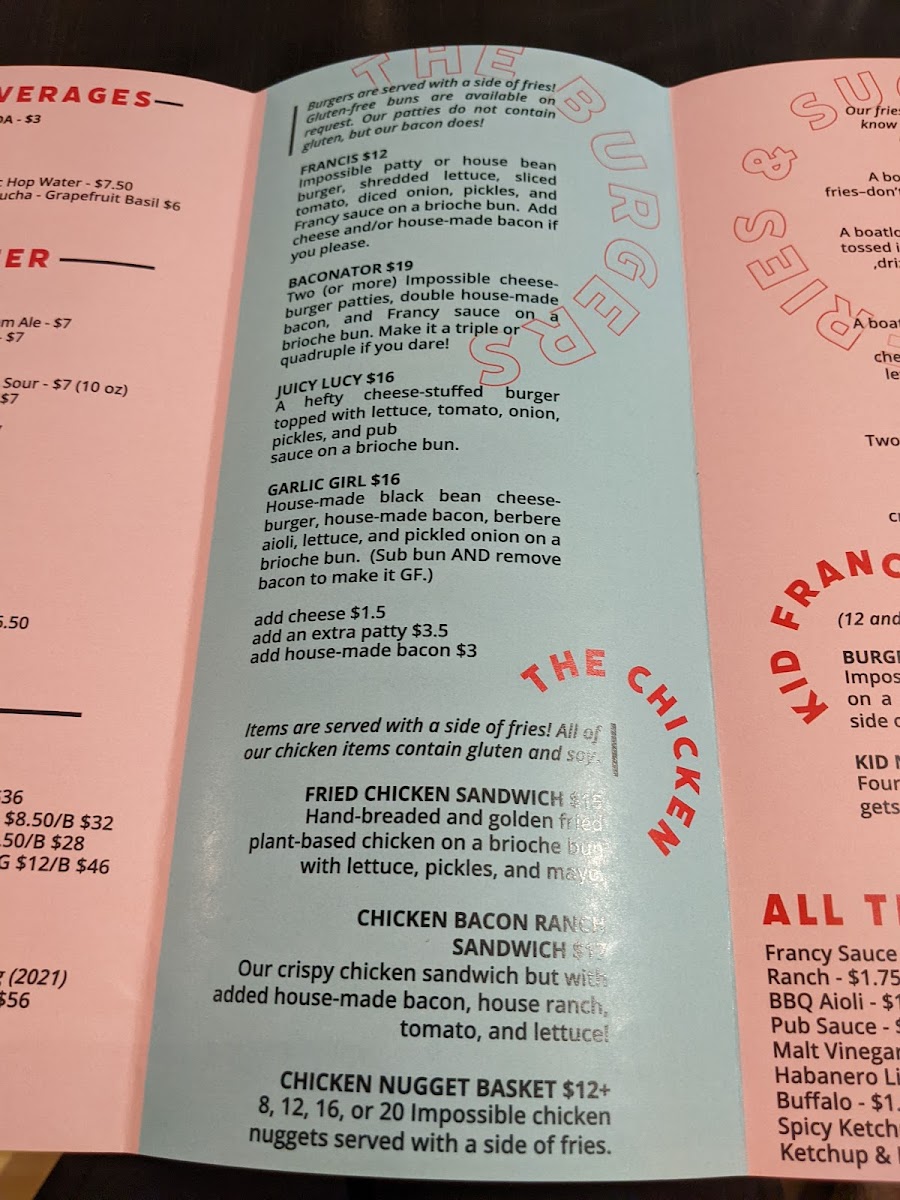 VERAGES
DA - $3
Hop Water - $7.50
ucha - Grapefruit Basil $6
ER
m Ale - $7
$7
Sour - $7 (10 oz)
$7
5.50
$36
$8.50/B $32
.50/B $28
G $12/B $46
(2021)
$56
THE BURGERS
Burgers are served with a side of fries!
Gluten-free buns are available on
request. Our patties do not contain
gluten, but our bacon does!
FRANCIS $12
Impossible patty or house bean
burger, shredded lettuce, sliced
tomato, diced onion, pickles, and
Francy sauce on a brioche bun. Add
cheese and/or house-made bacon if
you please.
BACONATOR $19
Two (or more) Impossible cheese-
burger patties, double house-made
bacon, and Francy sauce on a
brioche bun. Make it a triple or
quadruple if you dare!
JUICY LUCY $16
A hefty cheese-stuffed burger
topped with lettuce, tomato, onion,
pickles, and pub
sauce on a brioche bun.
GARLIC GIRL $16
House-made black bean cheese-
burger, house-made bacon, berbere
aioli, lettuce, and pickled onion on a
brioche bun. (Sub bun AND remove
bacon to make it GF.)
add cheese $1.5
add an extra patty $3.5
add house-made bacon $3
THE CHICKEN
Items are served with a side of fries! All of
our chicken items contain gluten and soy.
FRIED CHICKEN SANDWICH $15
Hand-breaded and golden fried
plant-based chicken on a brioche bun
with lettuce, pickles, and mayo.
CHICKEN BACON RANCH
SANDWICH $17
Our crispy chicken sandwich but with
added house-made bacon, house ranch,
tomato, and lettuce!
CHICKEN NUGGET BASKET $12+
8, 12, 16, or 20 Impossible chicken
nuggets served with a side of fries.
RIES & SU
Our fries
know
A bo
fries–don't
A boatlo
tossed i
,dri
A boat
che
le
Two
KID FRANC
(12 and
BURGE
Impos
on a
side o
KID
Four
gets
ALL T
Francy Sauce
Ranch - $1.75
BBQ Aioli - $1
Pub Sauce - $
Malt Vinegar
Habanero Li
Buffalo - $1.
Spicy Ketch
Ketchup &